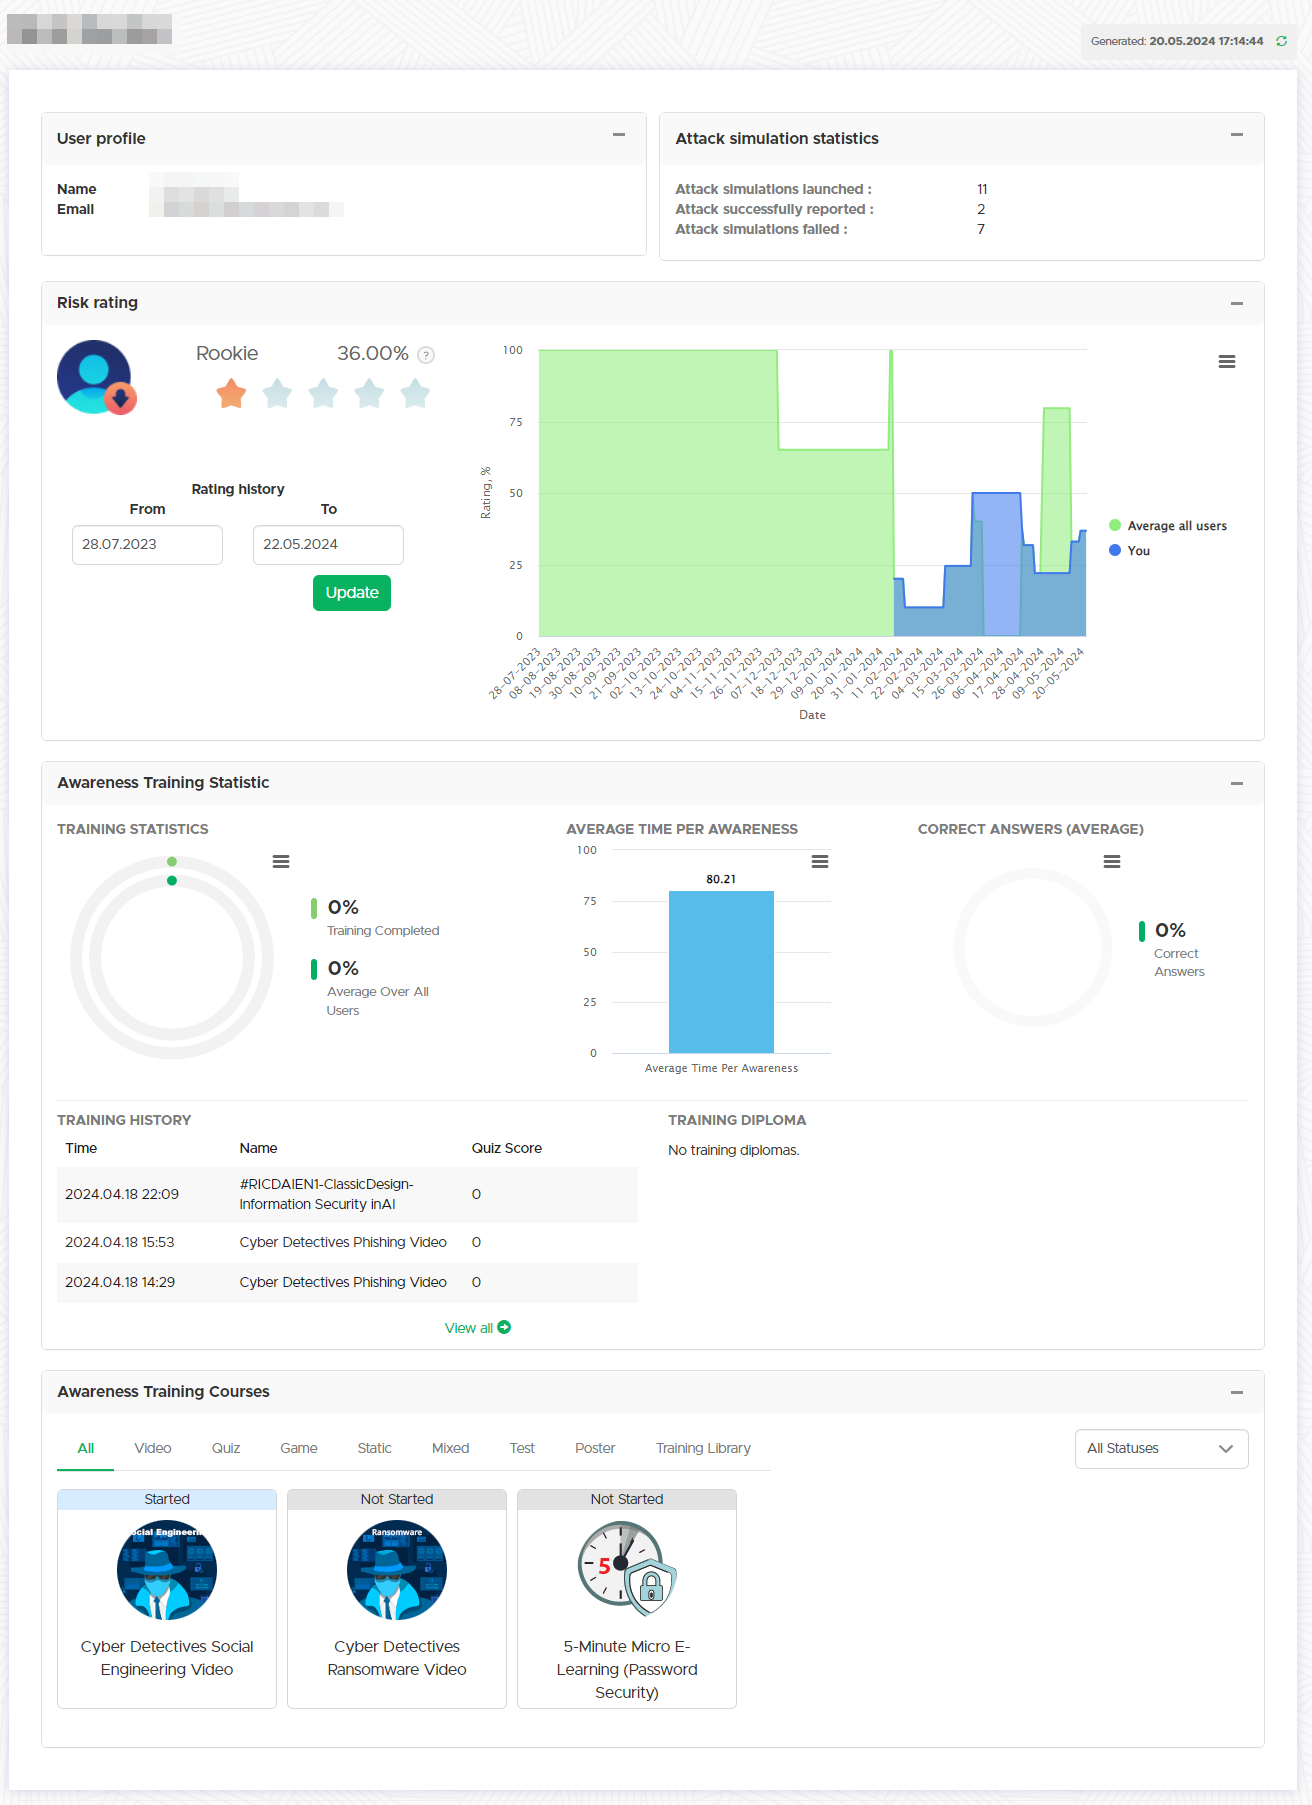 Generated: 20.05.2024 17:14:44
User profile
Name
Email
Attack simulation statistics
Attack simulations launched : 11
Attack successfully reported : 2
Attack simulations failed : 7
Risk rating
Rookie 36.00% ?
Rating history
From To
28.07.2023 22.05.2024
Update
100
75
50
25
0
Rating, %
28-07-2023
08-08-2023
19-08-2023
30-08-2023
10-09-2023
21-09-2023
02-10-2023
13-10-2023
24-10-2023
04-11-2023
15-11-2023
26-11-2023
07-12-2023
18-12-2023
29-12-2023
09-01-2024
20-01-2024
31-01-2024
11-02-2024
22-02-2024
04-03-2024
15-03-2024
26-03-2024
06-04-2024
17-04-2024
28-04-2024
09-05-2024
20-05-2024
Date
Average all users
You
Awareness Training Statistic
TRAINING STATISTICS
0%
Training Completed
0%
Average Over All
Users
AVERAGE TIME PER AWARENESS
100
75
50
25
0
80.21
Average Time Per Awareness
CORRECT ANSWERS (AVERAGE)
0%
Correct
Answers
TRAINING HISTORY
Time Name Quiz Score
2024.04.18 22:09 #RICDAIEN1-ClassicDesign-
Information Security inAI 0
2024.04.18 15:53 Cyber Detectives Phishing Video 0
2024.04.18 14:29 Cyber Detectives Phishing Video 0
View all
TRAINING DIPLOMA
No training diplomas.
Awareness Training Courses
All Video Quiz Game Static Mixed Test Poster Training Library
All Statuses
Started
Social Engineerin
Cyber Detectives Social
Engineering Video
Not Started
Ransomware
Cyber Detectives
Ransomware Video
Not Started
5
5-Minute Micro E-
Learning (Password
Security)